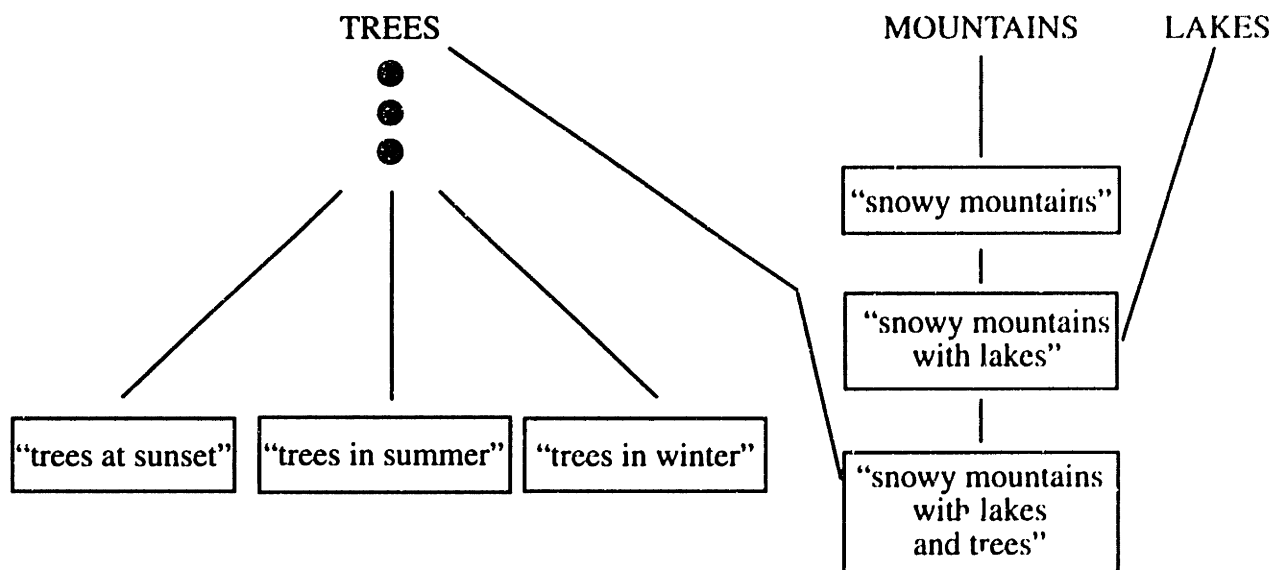 TREES
MOUNTAINS
LAKES
“snowy mountains”
“snowy mountains
with lakes”
“trees at sunset”
“trees in summer”
“trees in winter”
“snowy mountains
with lakes
and trees”